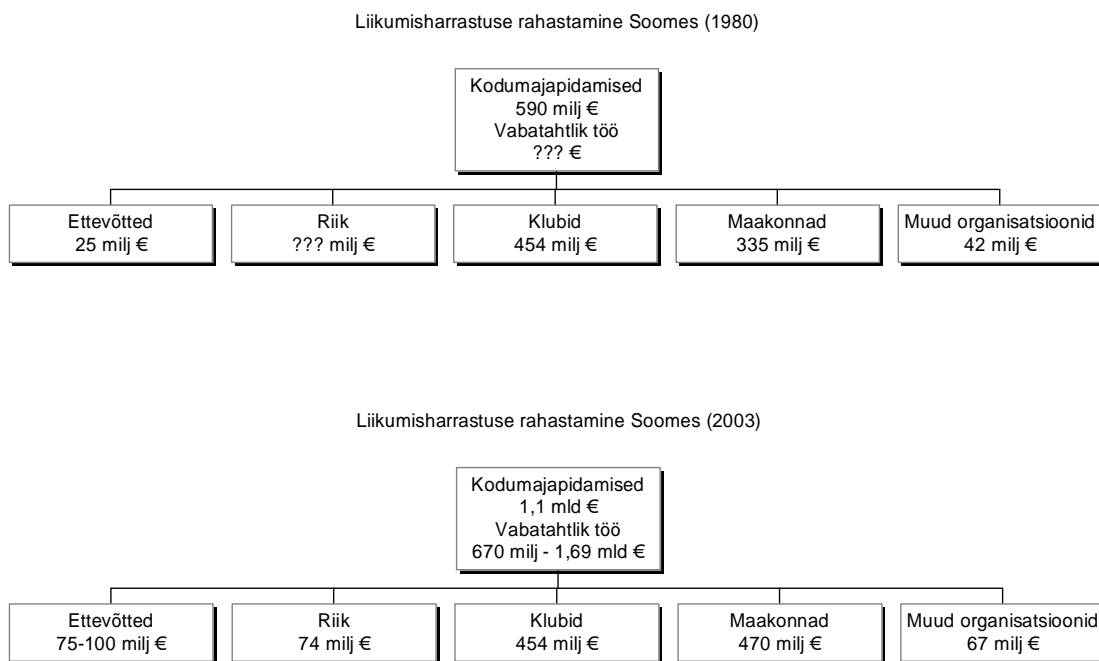 Liikumisharrastuse rahastamine Soomes (1980)
Kodumajapidamised
590 milj €
Vabatahtlik töö
??? €
Ettevõtted
25 milj €
Riik
??? milj €
Klubid
454 milj €
Maakonnad
335 milj €
Muud organisatsioonid
42 milj €
Liikumisharrastuse rahastamine Soomes (2003)
Kodumajapidamised
1,1 mld €
Vabatahtlik töö
670 milj - 1,69 mld €
Ettevõtted
75-100 milj €
Riik
74 milj €
Klubid
454 milj €
Maakonnad
470 milj €
Muud organisatsioonid
67 milj €